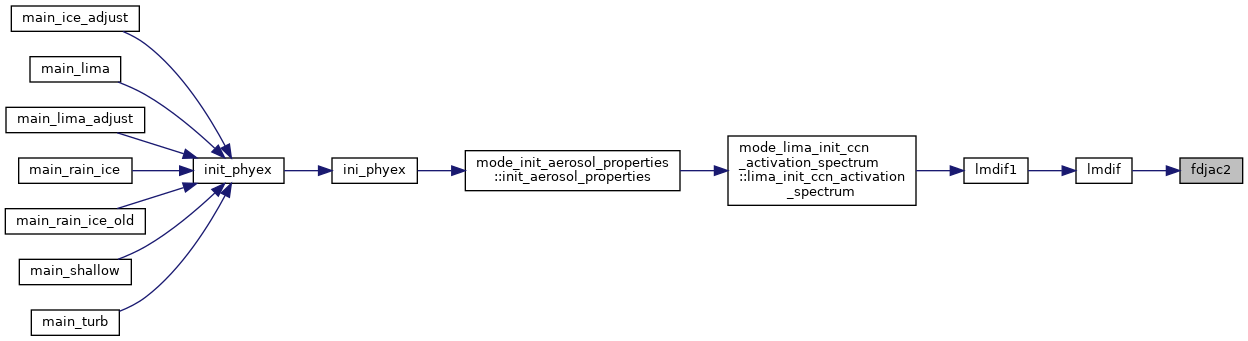 main_ice_adjust
main_lima
main_lima_adjust
main_rain_ice
main_rain_ice_old
main_shallow
main_turb
init_phyex
ini_phyex
mode_init_aerosol_properties
::init_aerosol_properties
mode_lima_init_ccn
_activation_spectrum
::lima_init_ccn_activation
_spectrum
lmdif1
lmdif
fdjac2